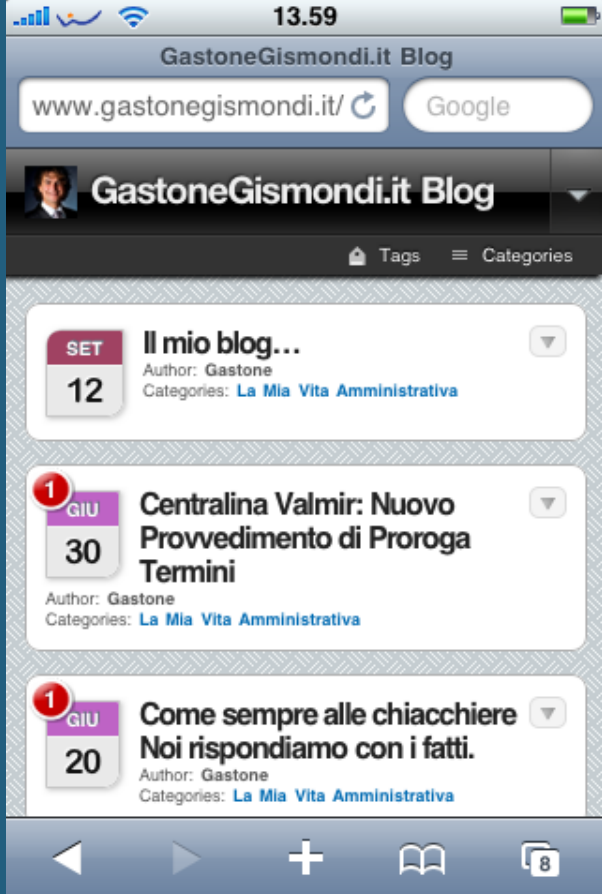 13.59
GastoneGismondi.it Blog
www.gastonegismondi.it/ Google
GastoneGismondi.it Blog
Tags Categories
SET
12
Il mio blog...
Author: Gastone
Categories: La Mia Vita Amministrativa
1
GIU
30
Centralina Valmir: Nuovo
Provvedimento di Proroga
Termini
Author: Gastone
Categories: La Mia Vita Amministrativa
1
GIU
20
Come sempre alle chiacchiere
Noi rispondiamo con i fatti.
Author: Gastone
Categories: La Mia Vita Amministrativa
8